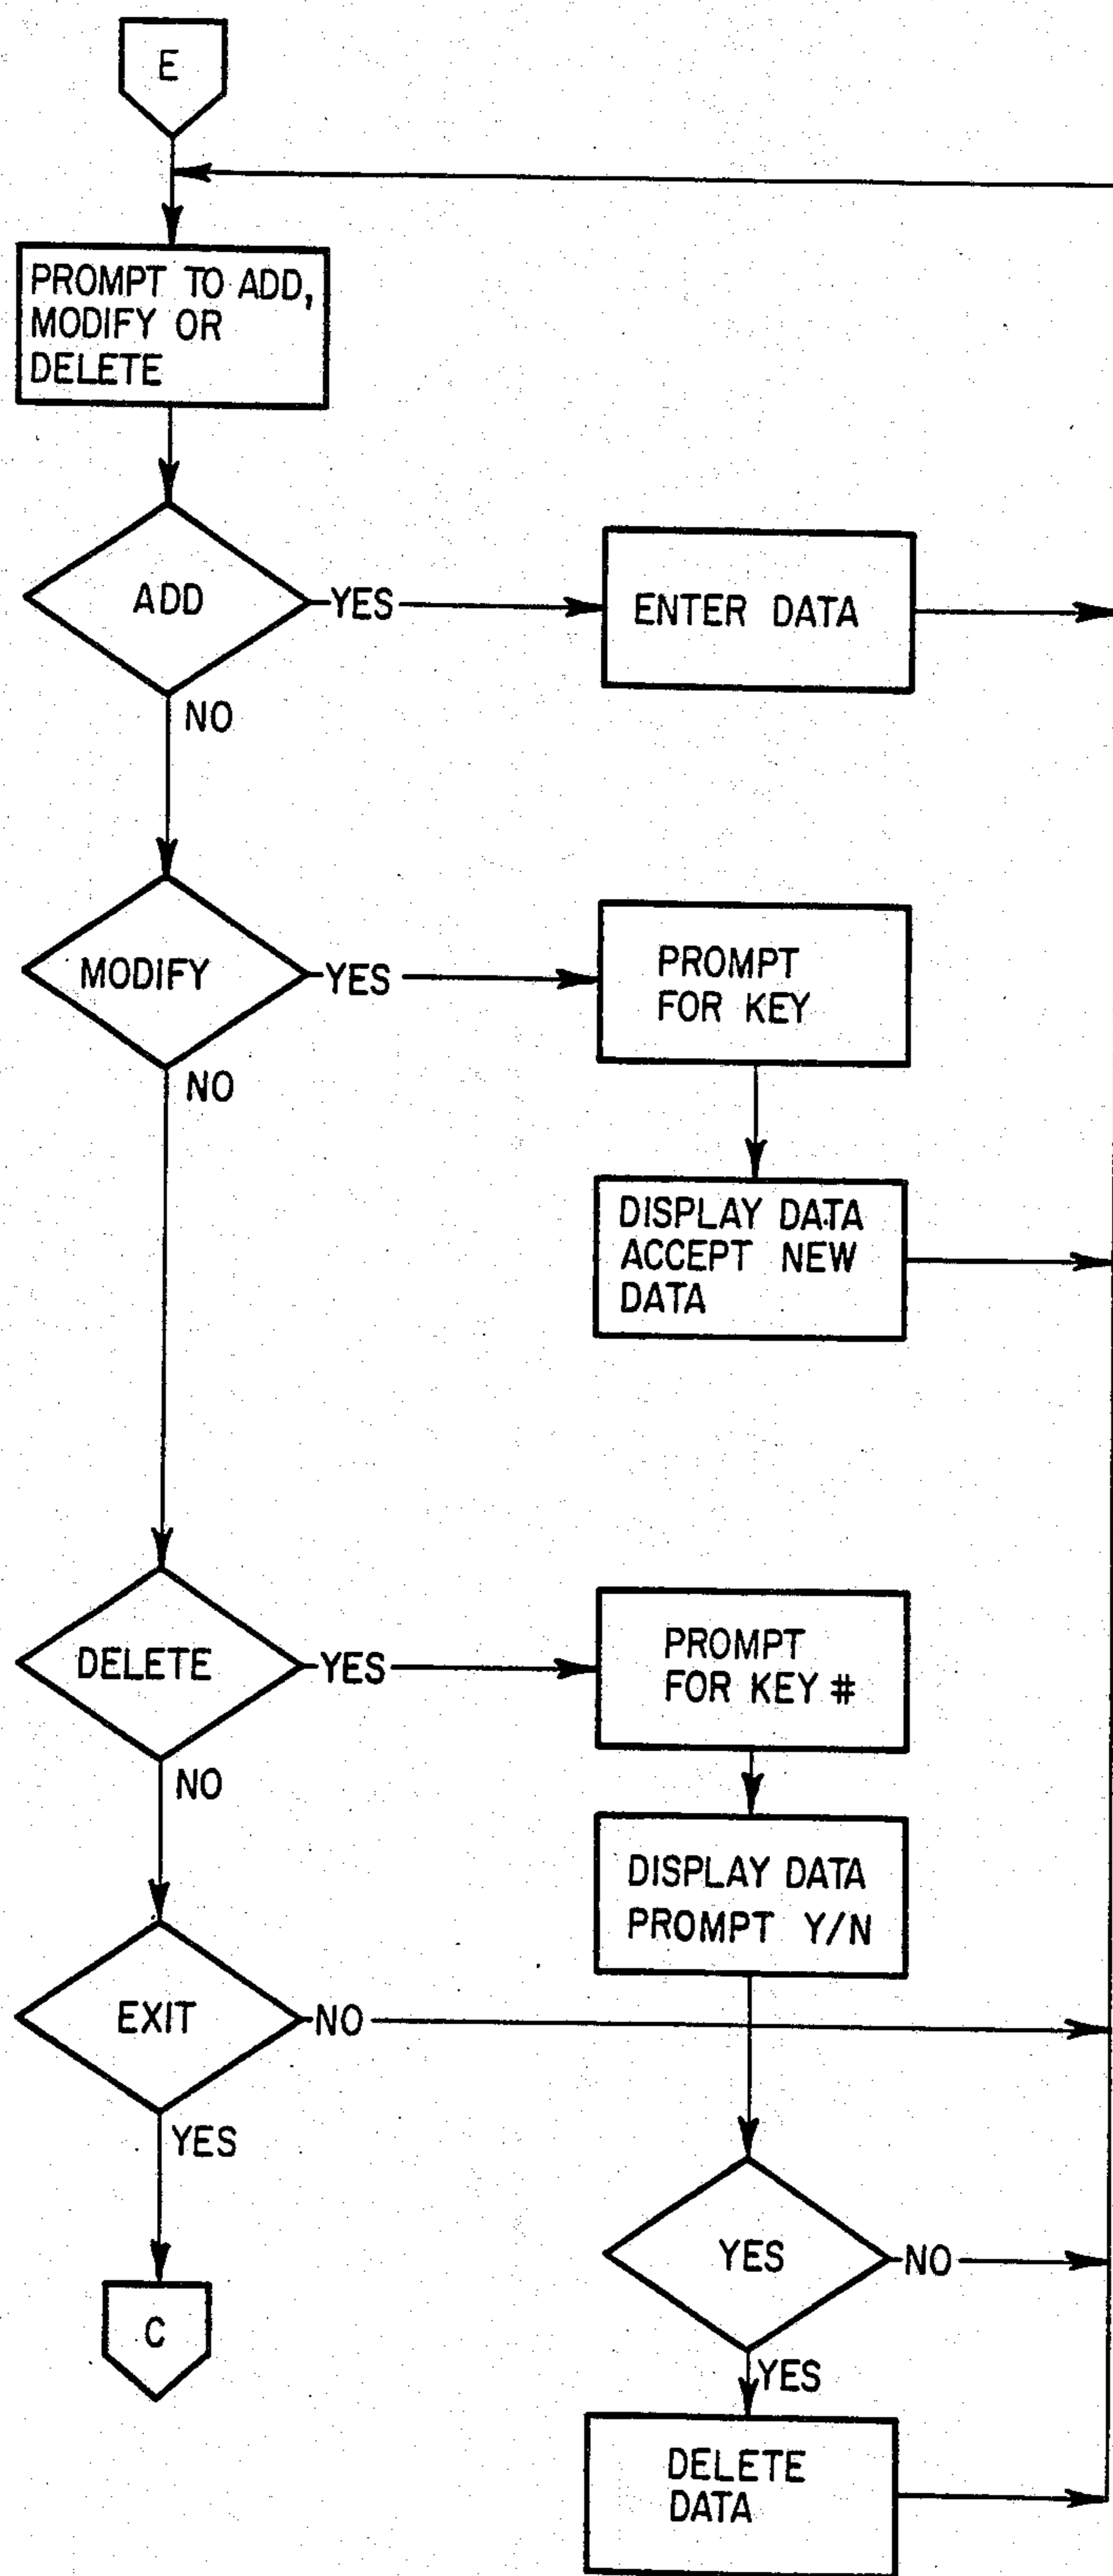 E
PROMPT TO ADD,
MODIFY OR
DELETE
ADD
YES
ENTER DATA
NO
MODIFY
YES
PROMPT
FOR KEY
NO
DISPLAY DATA
ACCEPT NEW
DATA
DELETE
YES
PROMPT
FOR KEY #
NO
DISPLAY DATA
PROMPT Y/N
EXIT
NO
YES
YES
NO
C
YES
DELETE
DATA